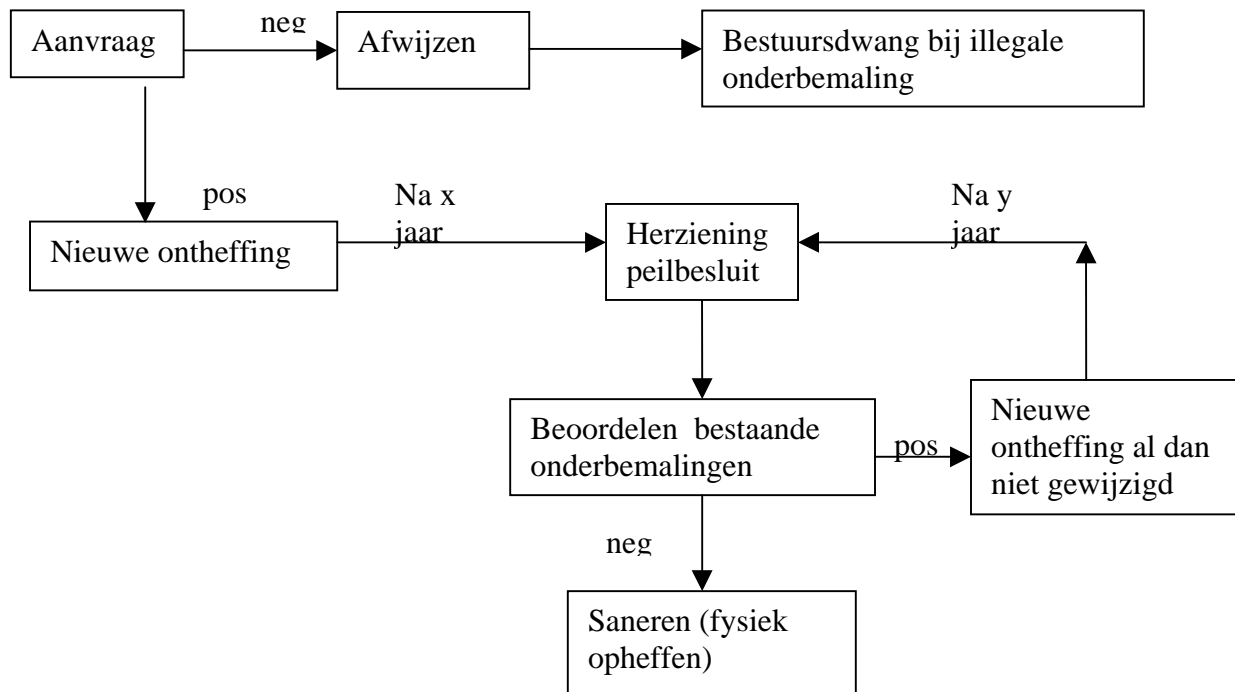 Aanvraag
neg
Afwijzen
Bestuursdwang bij illegale
onderbemaling
pos
Nieuwe ontheffing
Na x
jaar
Herziening
peilbesluit
Na y
jaar
Beoordelen bestaande
onderbemalingen
pos
Nieuwe
ontheffing al dan
niet gewijzigd
neg
Saneren (fysiek
opheffen)